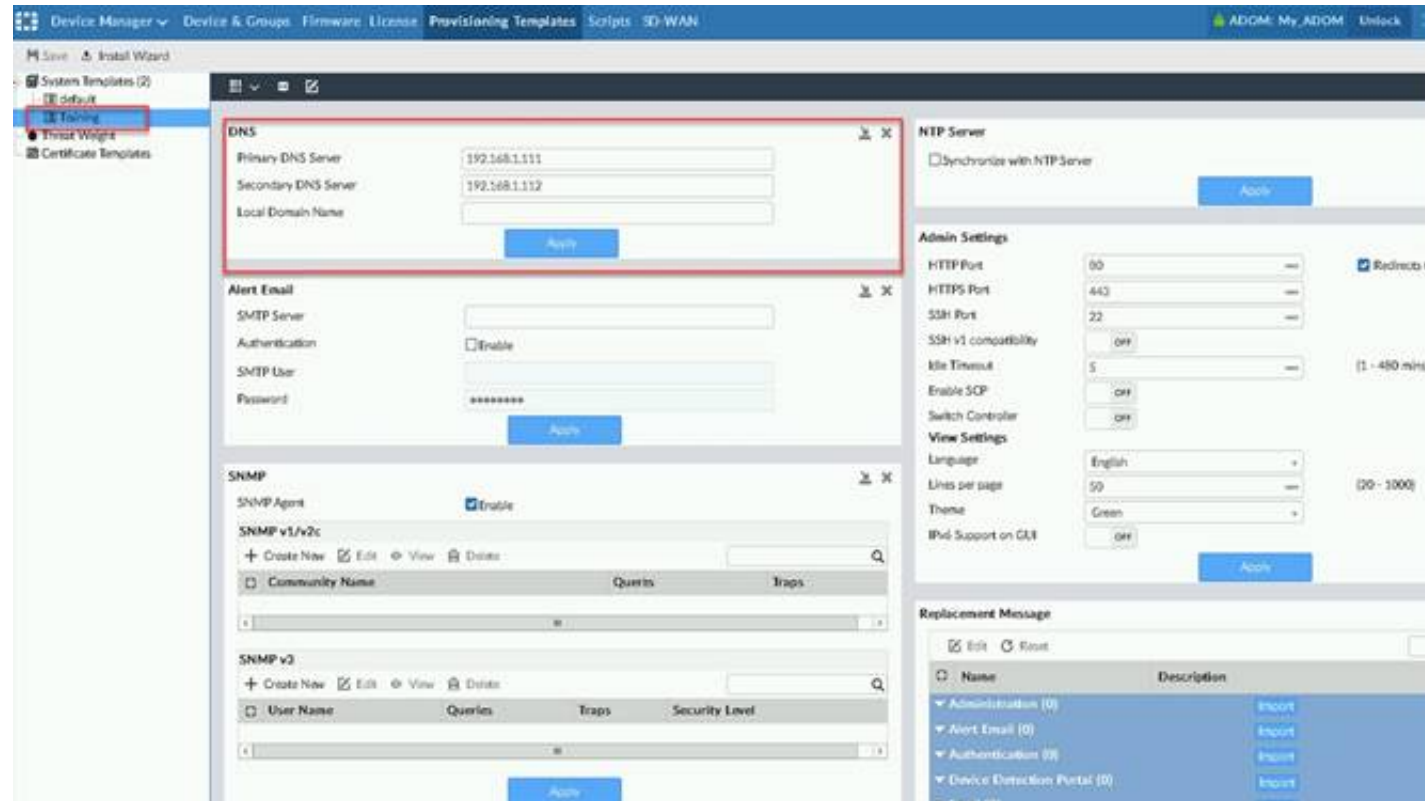 Device Manager Device & Groups Firmware License Provisioning Templates Scripts SD-WAN ADOM: My_ADOM Unlock
Save Install Wizard
System Templates (2)
default
Training
Threat Weight
Certificate Templates
DNS
Primary DNS Server 192.168.1.111
Secondary DNS Server 192.168.1.112
Local Domain Name
Apply
Alert Email
SMTP Server
Authentication Enable
SMTP User
Password ********
Apply
SNMP
SNMP Agent Enable
SNMP v1/v2c
Create New Edit View Delete
Community Name Queries Traps
SNMP v3
Create New Edit View Delete
User Name Queries Traps Security Level
Apply
NTP Server
Synchronize with NTP Server
Apply
Admin Settings
HTTP Port 80 Redirects
HTTPS Port 443
SSH Port 22
SSH v1 compatibility OFF
Idle Timeout 5 (1 - 480 mins
Enable SCP OFF
Switch Controller OFF
View Settings
Language English
Lines per page 50 (20 - 1000)
Theme Green
IPv6 Support on GUI OFF
Apply
Replacement Message
Edit Reset
Name Description
Administration (0) Import
Alert Email (0) Import
Authentication (0) Import
Device Detection Portal (0) Import